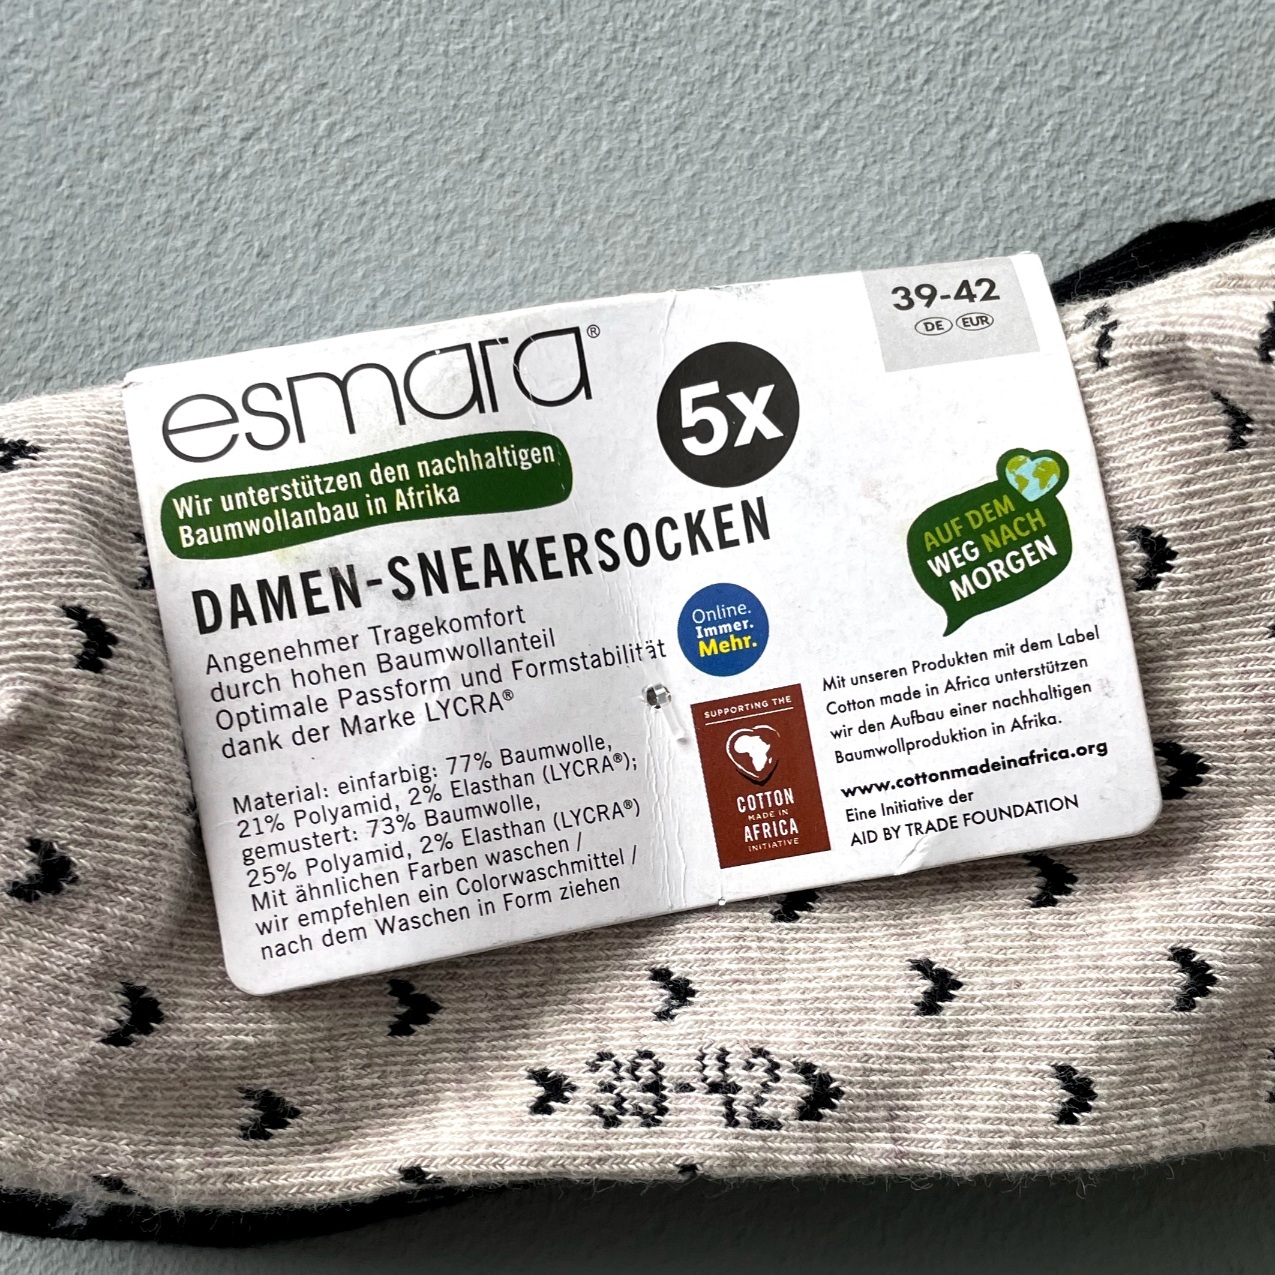 39-42
DE EUR
esmara®
5x
Wir unterstützen den nachhaltigen
Baumwollanbau in Afrika
DAMEN-SNEAKERSOCKEN
Angenehmer Tragekomfort
durch hohen Baumwollanteil
Optimale Passform und Formstabilität
dank der Marke LYCRA®
Material: einfarbig: 77% Baumwolle,
21% Polyamid, 2% Elasthan (LYCRA®);
gemustert: 73% Baumwolle,
25% Polyamid, 2% Elasthan (LYCRA®)
Mit ähnlichen Farben waschen /
wir empfehlen ein Colorwaschmittel /
nach dem Waschen in Form ziehen
Online.
Immer.
Mehr.
SUPPORTING THE
COTTON
MADE IN
AFRICA
INITIATIVE
AUF DEM
WEG NACH
MORGEN
Mit unseren Produkten mit dem Label
Cotton made in Africa unterstützen
wir den Aufbau einer nachhaltigen
Baumwollproduktion in Afrika.
www.cottonmadeinafrica.org
Eine Initiative der
AID BY TRADE FOUNDATION
39-42